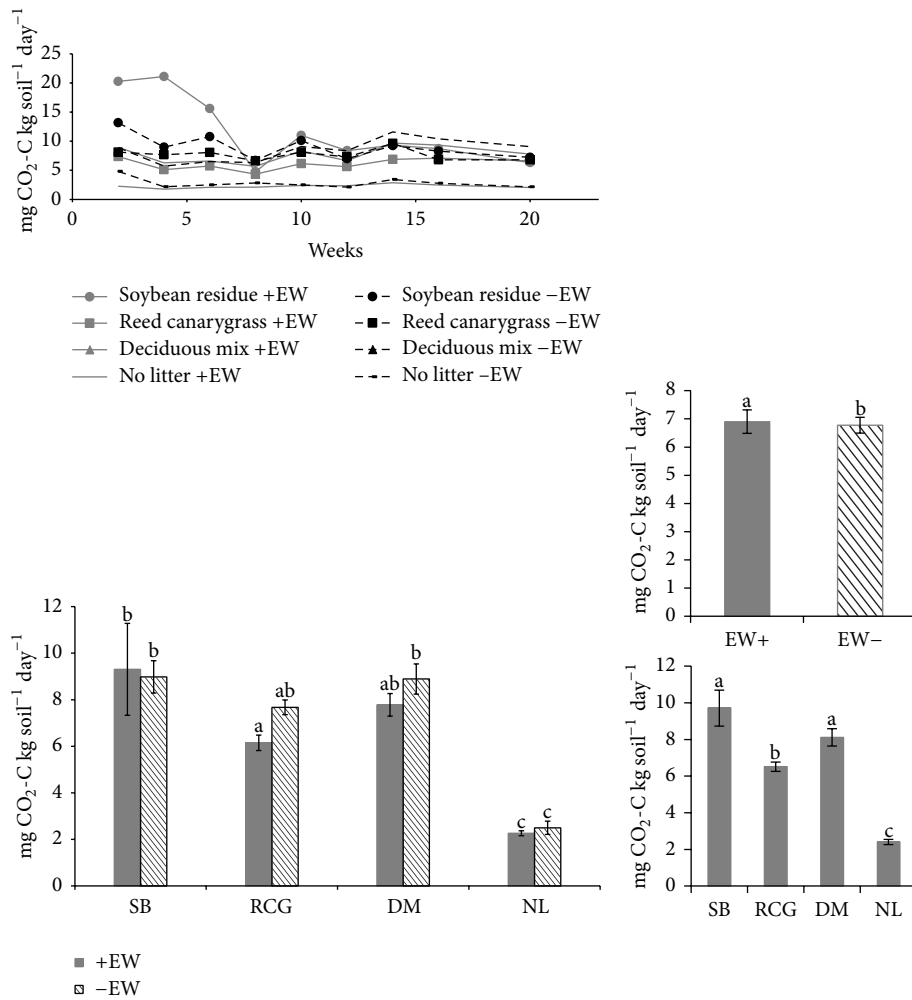 mg CO₂-C kg soil⁻¹ day⁻¹
25
20
15
10
5
0
0 5 10 15 20
Weeks
Soybean residue +EW
Soybean residue −EW
Reed canarygrass +EW
Reed canarygrass −EW
Deciduous mix +EW
Deciduous mix −EW
No litter +EW
No litter −EW
mg CO₂-C kg soil⁻¹ day⁻¹
8
7
6
5
4
3
2
1
0
a b
EW+ EW−
mg CO₂-C kg soil⁻¹ day⁻¹
12
10
8
6
4
2
0
b b a ab ab b c c
SB RCG DM NL
+EW
−EW
mg CO₂-C kg soil⁻¹ day⁻¹
12
10
8
6
4
2
0
a b a c
SB RCG DM NL